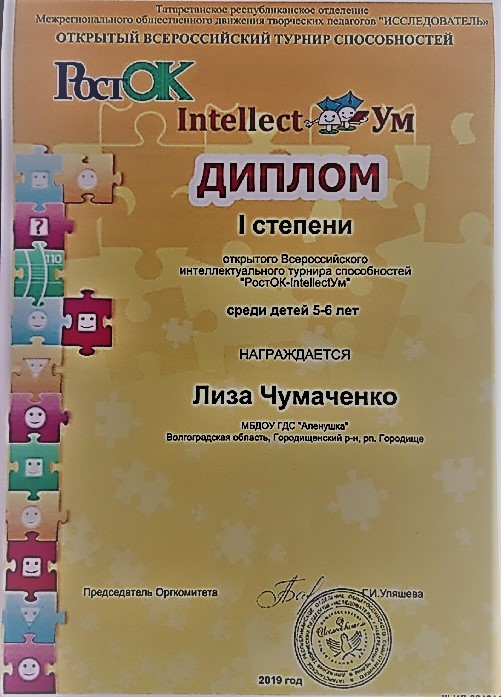 Татарстанское республиканское отделение
Межрегионального общественного движения творческих педагогов "ИССЛЕДОВАТЕЛЬ"
ОТКРЫТЫЙ ВСЕРОССИЙСКИЙ ТУРНИР СПОСОБНОСТЕЙ
РостОК
IntellectУм
ДИПЛОМ
I степени
открытого Всероссийского
интеллектуального турнира способностей
"РостОК-IntellectУм"
среди детей 5-6 лет
НАГРАЖДАЕТСЯ
Лиза Чумаченко
МБДОУ ГДС "Аленушка"
Волгоградская область, Городищенский р-н, рп. Городище
?
110
Председатель Оргкомитета
Г.И.Уляшева
2019 год